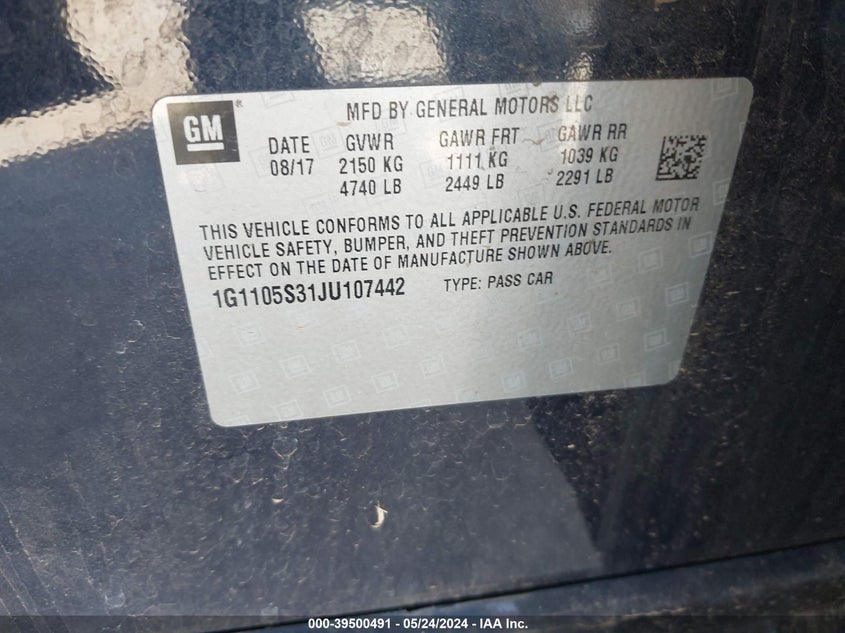 GM®
MFD BY GENERAL MOTORS LLC
DATE GVWR GAWR FRT GAWR RR
08/17 2150 KG 1111 KG 1039 KG
4740 LB 2449 LB 2291 LB
THIS VEHICLE CONFORMS TO ALL APPLICABLE U.S. FEDERAL MOTOR
VEHICLE SAFETY, BUMPER, AND THEFT PREVENTION STANDARDS IN
EFFECT ON THE DATE OF MANUFACTURE SHOWN ABOVE.
1G1105S31JU107442 TYPE: PASS CAR
000-39500491 - 05/24/2024 - IAA Inc.